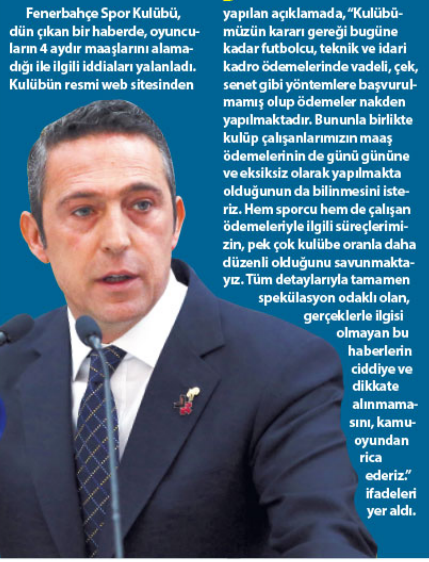 Fenerbahçe Spor Kulübü,
dün çıkan bir haberde, oyuncu-
ların 4 aydır maaşlarını alama-
dığı ile ilgili iddiaları yalanladı.
Kulübün resmi web sitesinden
yapılan açıklamada, “Kulübü-
müzün kararı gereği bugüne
kadar futbolcu, teknik ve idari
kadro ödemelerinde vadeli, çek,
senet gibi yöntemlere başvurul-
mamış olup ödemeler nakden
yapılmaktadır. Bununla birlikte
kulüp çalışanlarımızın maaş
ödemelerinin de günü gününe
ve eksiksiz olarak yapılmakta
olduğunun da bilinmesini iste-
riz. Hem sporcu hem de çalışan
ödemeleriyle ilgili süreçlerimi-
zin, pek çok kulübe oranla daha
düzenli olduğunu savunmakta-
yız. Tüm detaylarıyla tamamen
spekülasyon odaklı olan,
gerçeklerle ilgisi
olmayan bu
haberlerin
ciddiye ve
dikkate
alınmama-
sını, kamu-
oyundan
rica
ederiz.”
ifadeleri
yer aldı.